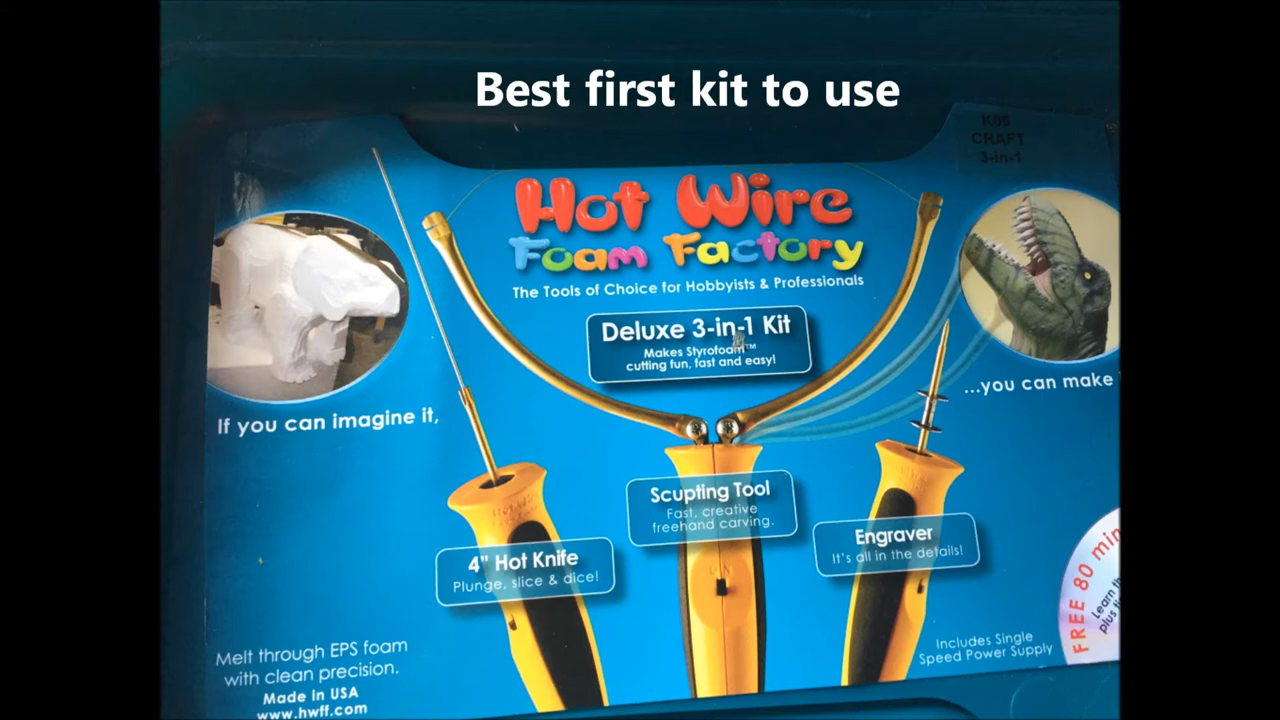 Best first kit to use
K05
CRAFT
3-in-1
Hot Wire
Foam Factory
The Tools of Choice for Hobbyists & Professionals
Deluxe 3-in-1 Kit
Makes Styrofoam™
cutting fun, fast and easy!
If you can imagine it,
...you can make
Scupting Tool
Fast, creative
freehand carving.
Engraver
It's all in the details!
4" Hot Knife
Plunge, slice & dice!
FREE 80 min
Learn
plus
Includes Single
Speed Power Supply
Melt through EPS foam
with clean precision.
Made in USA
www.hwff.com